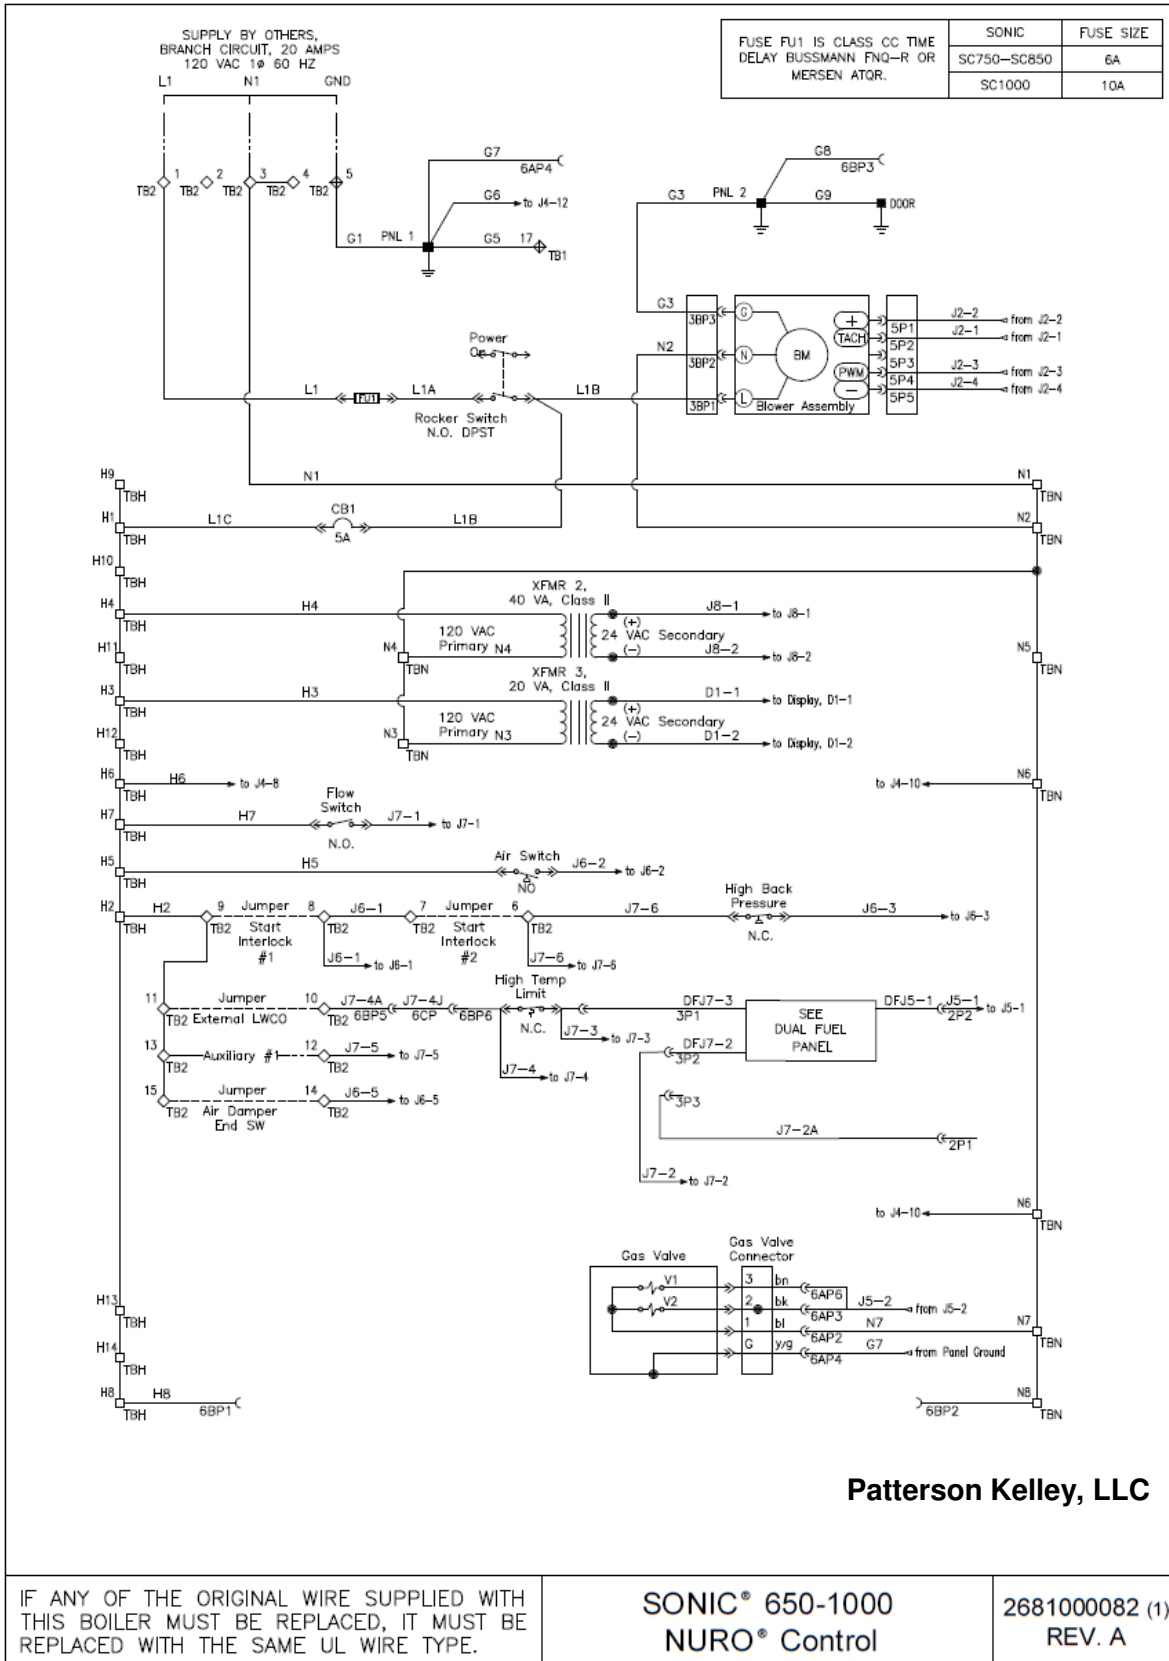 SUPPLY BY OTHERS,
BRANCH CIRCUIT, 20 AMPS
120 VAC 1ø 60 HZ
L1 N1 GND
FUSE FU1 IS CLASS CC TIME
DELAY BUSSMANN FNQ-R OR
MERSEN ATQR.
SONIC FUSE SIZE
SC750-SC850 6A
SC1000 10A
1 2 3 4 5
TB2 TB2 TB2 TB2 TB2
G7
6AP4
G6 to J4-12
G1 PNL 1 G5 17
TB1
G8
6BP3
G3 PNL 2 G9 DOOR
G3
3BP3 G
N2
3BP2 N BM
3BP1 L Blower Assembly
+ 5P1 J2-2 from J2-2
TACH 5P2 J2-1 from J2-1
5P3
PWM 5P4 J2-3 from J2-3
– 5P5 J2-4 from J2-4
Power
On
L1 FU1 L1A L1B
Rocker Switch
N.O. DPST
H9 TBH N1 N1 TBN
H1 TBH L1C CB1 5A L1B N2 TBN
H10 TBH
XFMR 2,
40 VA, Class II
H4 TBH H4 J8-1 to J8-1
120 VAC
Primary N4
(+)
24 VAC Secondary
(-)
H11 TBH N4 TBN J8-2 to J8-2 N5 TBN
XFMR 3,
20 VA, Class II
H3 TBH H3 D1-1 to Display, D1-1
120 VAC
Primary N3
(+)
24 VAC Secondary
(-)
H12 TBH N3 TBN D1-2 to Display, D1-2
H6 TBH H6 to J4-8 to J4-10 N6 TBN
Flow
Switch
H7 TBH H7 J7-1 to J7-1
N.O.
Air Switch
H5 TBH H5 J6-2 to J6-2
NO
High Back
Pressure
H2 TBH H2 9 Jumper 8 J6-1 7 Jumper 6 J7-6 J6-3 to J6-3
TB2 Start
Interlock
#1
TB2 TB2 Start
Interlock
#2
TB2 N.C.
J6-1 to J6-1 J7-6 to J7-6
High Temp
Limit
11 Jumper 10 J7-4A J7-4J DFJ7-3 DFJ5-1 J5-1 to J5-1
TB2 External LWCO TB2 6BP5 6CP 6BP6 N.C. 3P1 2P2
SEE
DUAL FUEL
PANEL
J7-3 to J7-3
DFJ7-2
3P2
13 Auxiliary #1 12 J7-5 to J7-5
TB2 TB2
J7-4 to J7-4
15 Jumper 14 J6-5 to J6-5
TB2 Air Damper
End SW
TB2
3P3
J7-2A
2P1
J7-2 to J7-2
to J4-10 N6 TBN
Gas Valve
Gas Valve
Connector
V1 3 bn 6AP6
V2 2 bk 6AP3 J5-2 from J5-2
1 bl 6AP2 N7 N7 TBN
G y/g 6AP4 G7 from Panel Ground
H13 TBH
H14 TBH
H8 TBH H8 6BP1 6BP2 N8 TBN
Patterson Kelley, LLC
IF ANY OF THE ORIGINAL WIRE SUPPLIED WITH
THIS BOILER MUST BE REPLACED, IT MUST BE
REPLACED WITH THE SAME UL WIRE TYPE.
SONIC® 650-1000
NURO® Control
2681000082 (1)
REV. A